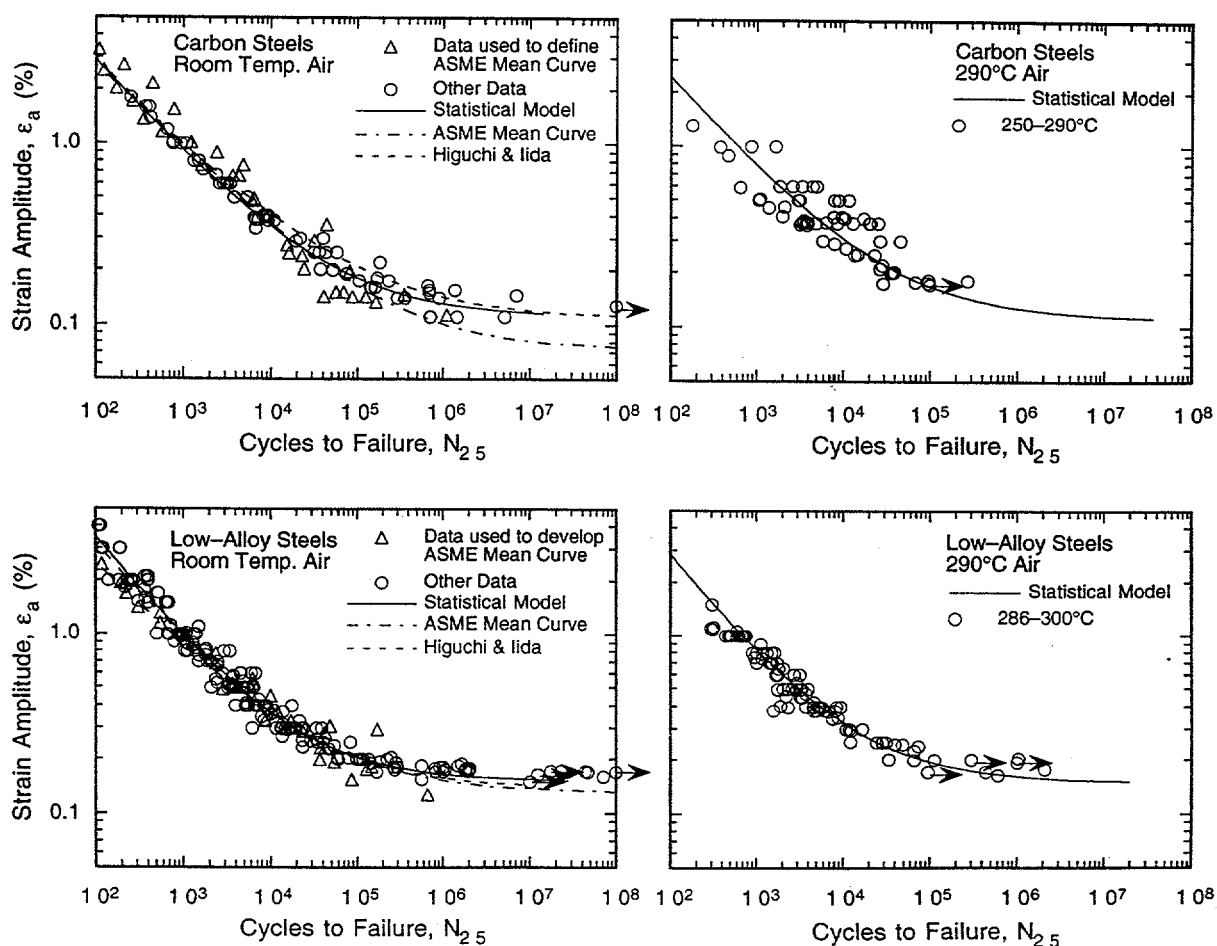 Carbon Steels
Room Temp. Air
Data used to define
ASME Mean Curve
Other Data
Statistical Model
ASME Mean Curve
Higuchi & Iida
Strain Amplitude, εa (%)
1.0
0.1
10² 10³ 10⁴ 10⁵ 10⁶ 10⁷ 10⁸
Cycles to Failure, N₂₅
Carbon Steels
290°C Air
Statistical Model
250–290°C
10² 10³ 10⁴ 10⁵ 10⁶ 10⁷ 10⁸
Cycles to Failure, N₂₅
Low–Alloy Steels
Room Temp. Air
Data used to develop
ASME Mean Curve
Other Data
Statistical Model
ASME Mean Curve
Higuchi & Iida
Strain Amplitude, εa (%)
1.0
0.1
10² 10³ 10⁴ 10⁵ 10⁶ 10⁷ 10⁸
Cycles to Failure, N₂₅
Low–Alloy Steels
290°C Air
Statistical Model
286–300°C
10² 10³ 10⁴ 10⁵ 10⁶ 10⁷ 10⁸
Cycles to Failure, N₂₅